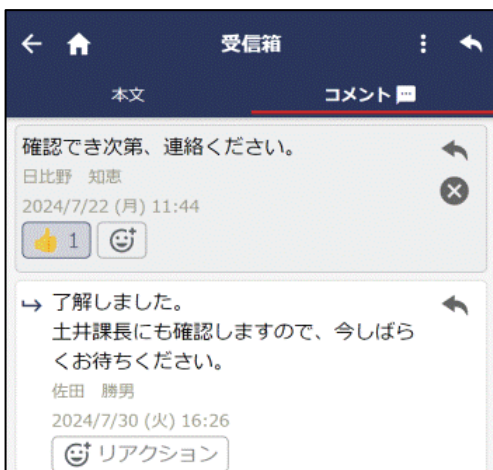 受信箱
本文
コメント
確認でき次第、連絡ください。
日比野　知恵
2024/7/22 (月) 11:44
👍 1
了解しました。
土井課長にも確認しますので、今しばら
くお待ちください。
佐田　勝男
2024/7/30 (火) 16:26
リアクション